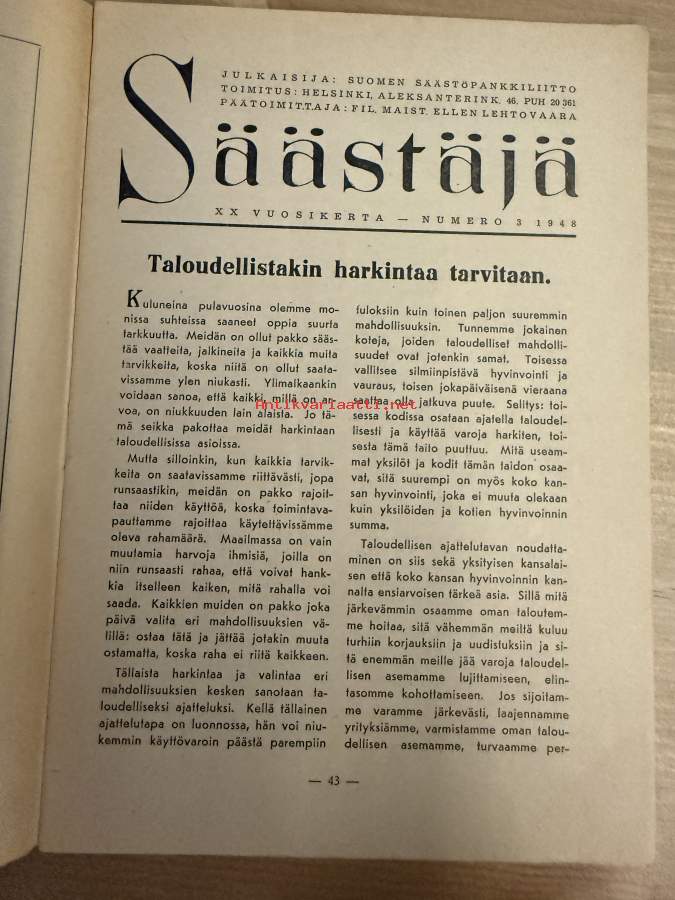 JULKAISIJA: SUOMEN SÄÄSTÖPANKKILIITTO
TOIMITUS: HELSINKI, ALEKSANTERINK. 46. PUH 20 361
PÄÄTOIMITTAJA: FIL. MAIST. ELLEN LEHTOVAARA
Säästäjä
XX VUOSIKERTA — NUMERO 3 1948
Taloudellistakin harkintaa tarvitaan.
Kuluneina pulavuosina olemme mo-
nissa suhteissa saaneet oppia suurta
tarkkuutta. Meidän on ollut pakko sääs-
tää vaatteita, jalkineita ja kaikkia muita
tarvikkeita, koska niitä on ollut saata-
vissamme ylen niukasti. Ylimalkaankin
voidaan sanoa, että kaikki, millä on ar-
voa, on niukkuuden lain alaista. Jo tä-
mä seikka pakottaa meidät harkintaan
taloudellisissa asioissa.
Mutta silloinkin, kun kaikkia tarvik-
keita on saatavissamme riittävästi, jopa
runsaastikin, meidän on pakko rajoit-
taa niiden käyttöä, koska toimintava-
pauttamme rajoittaa käytettävissämme
oleva rahamäärä. Maailmassa on vain
muutamia harvoja ihmisiä, joilla on
niin runsaasti rahaa, että voivat hank-
kia itselleen kaiken, mitä rahalla voi
saada. Kaikkien muiden on pakko joka
päivä valita eri mahdollisuuksien vä-
lillä: ostaa tätä ja jättää jotakin muuta
ostamatta, koska raha ei riitä kaikkeen.
Tällaista harkintaa ja valintaa eri
mahdollisuuksien kesken sanotaan ta-
loudelliseksi ajatteluksi. Kellä tällainen
ajattelutapa on luonnossa, hän voi niu-
kemmin käyttövaroin päästä parempiin
tuloksiin kuin toinen paljon suuremmin
mahdollisuuksin. Tunnemme jokainen
koteja, joiden taloudelliset mahdolli-
suudet ovat jotenkin samat. Toisessa
vallitsee silmiinpistävä hyvinvointi ja
vauraus, toisen jokapäiväisenä vieraana
saattaa olla jatkuva puute. Selitys: toi-
sessa kodissa osataan ajatella taloudel-
lisesti ja käyttää varoja harkiten, toi-
sesta tämä taito puuttuu. Mitä useam-
mat yksilöt ja kodit tämän taidon osaa-
vat, sitä suurempi on myös koko kan-
san hyvinvointi, joka ei muuta olekaan
kuin yksilöiden ja kotien hyvinvoinnin
summa.
Taloudellisen ajattelutavan noudatta-
minen on siis sekä yksityisen kansalai-
sen että koko kansan hyvinvoinnin kan-
nalta ensiarvoisen tärkeä asia. Sillä mitä
järkevämmin osaamme oman taloutem-
me hoitaa, sitä vähemmän meiltä kuluu
turhiin korjauksiin ja uudistuksiin ja si-
tä enemmän meille jää varoja taloudel-
lisen asemamme lujittamiseen, elin-
tasomme kohottamiseen. Jos sijoitam-
me varamme järkevästi, laajennamme
yrityksiämme, varmistamme oman talou-
dellisen asemamme, turvaamme per-
— 43 —
Antikvariaatti.net